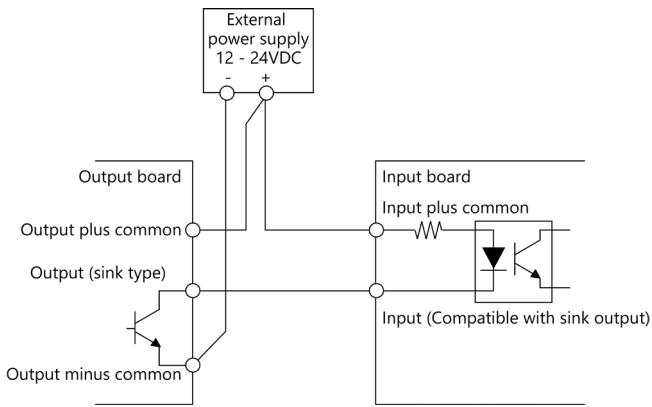 External
power supply
12 - 24VDC
- +
Output board
Input board
Input plus common
Output plus common
Output (sink type)
Input (Compatible with sink output)
Output minus common